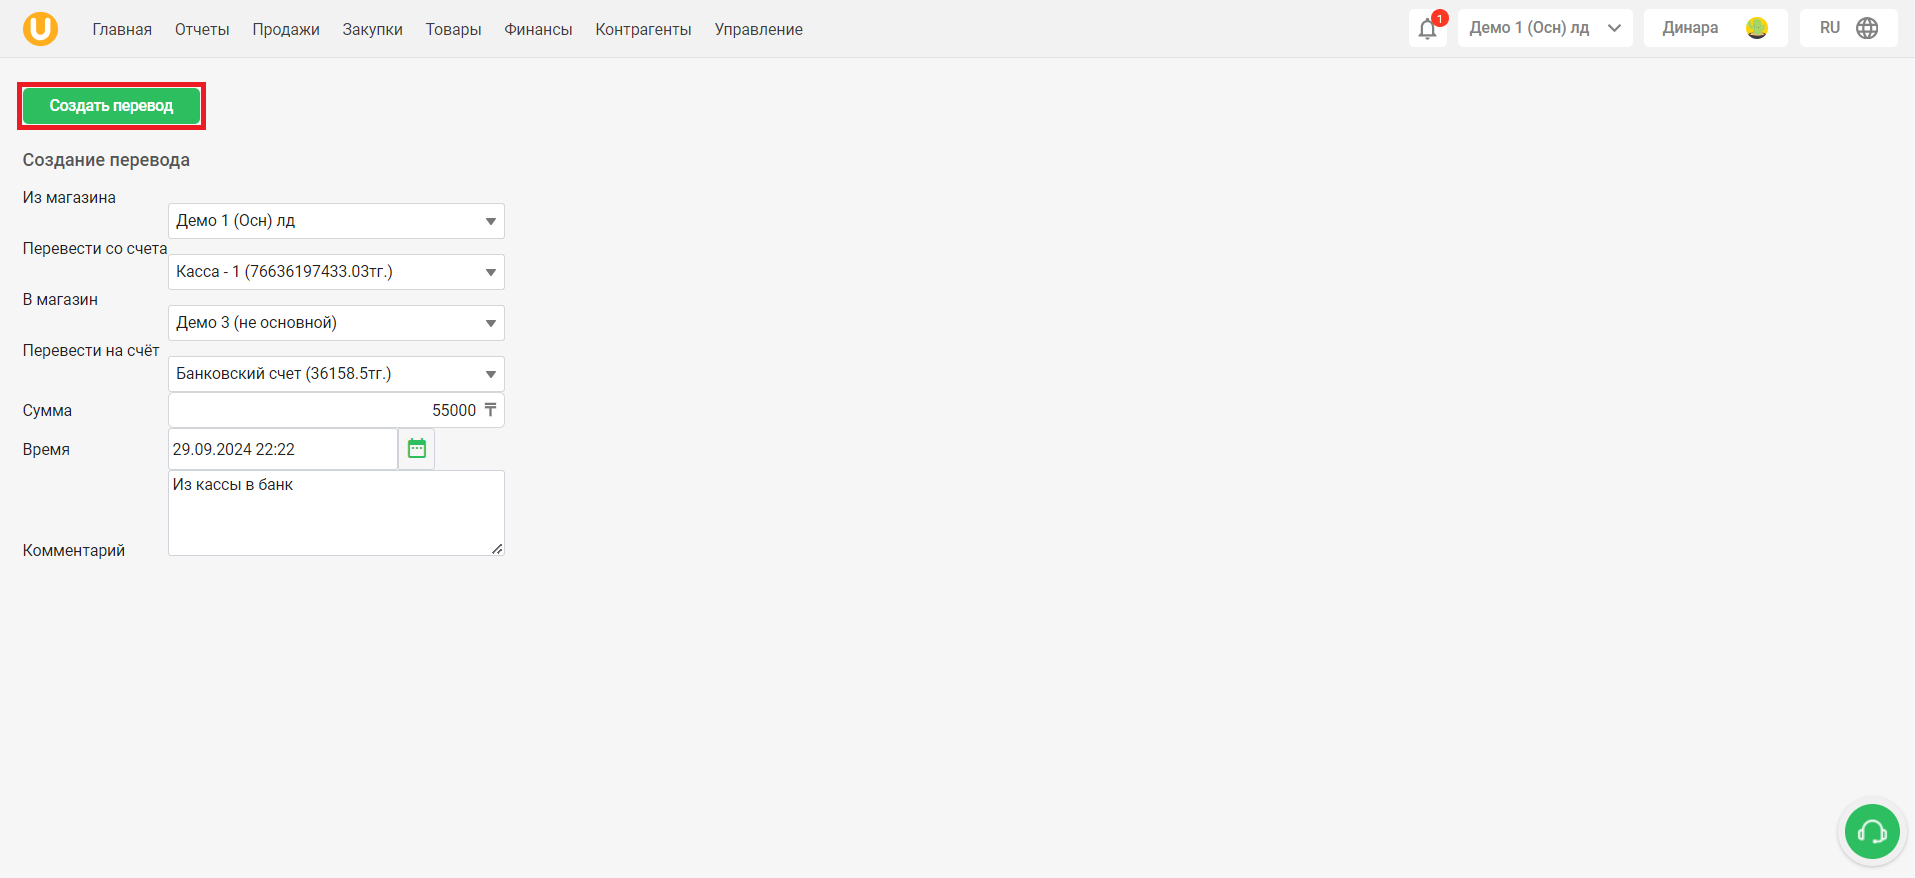 U Главная Отчеты Продажи Закупки Товары Финансы Контрагенты Управление 1 Демо 1 (Осн) лд Динара RU
Создать перевод
Создание перевода
Из магазина
Демо 1 (Осн) лд
Перевести со счета
Касса - 1 (76636197433.03тг.)
В магазин
Демо 3 (не основной)
Перевести на счёт
Банковский счет (36158.5тг.)
Сумма 55000 ₸
Время 29.09.2024 22:22
Из кассы в банк
Комментарий